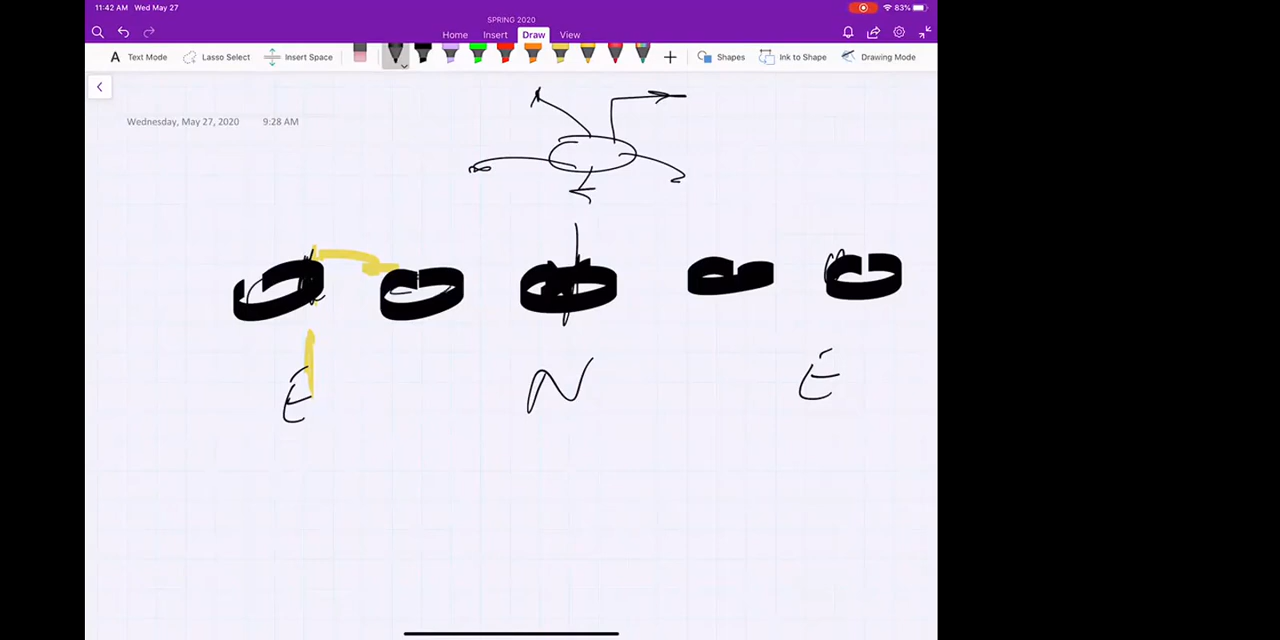 11:42 AM Wed May 27
83%
SPRING 2020
Home Insert Draw View
Text Mode Lasso Select Insert Space Shapes Ink to Shape Drawing Mode
Wednesday, May 27, 2020 9:28 AM
E N E